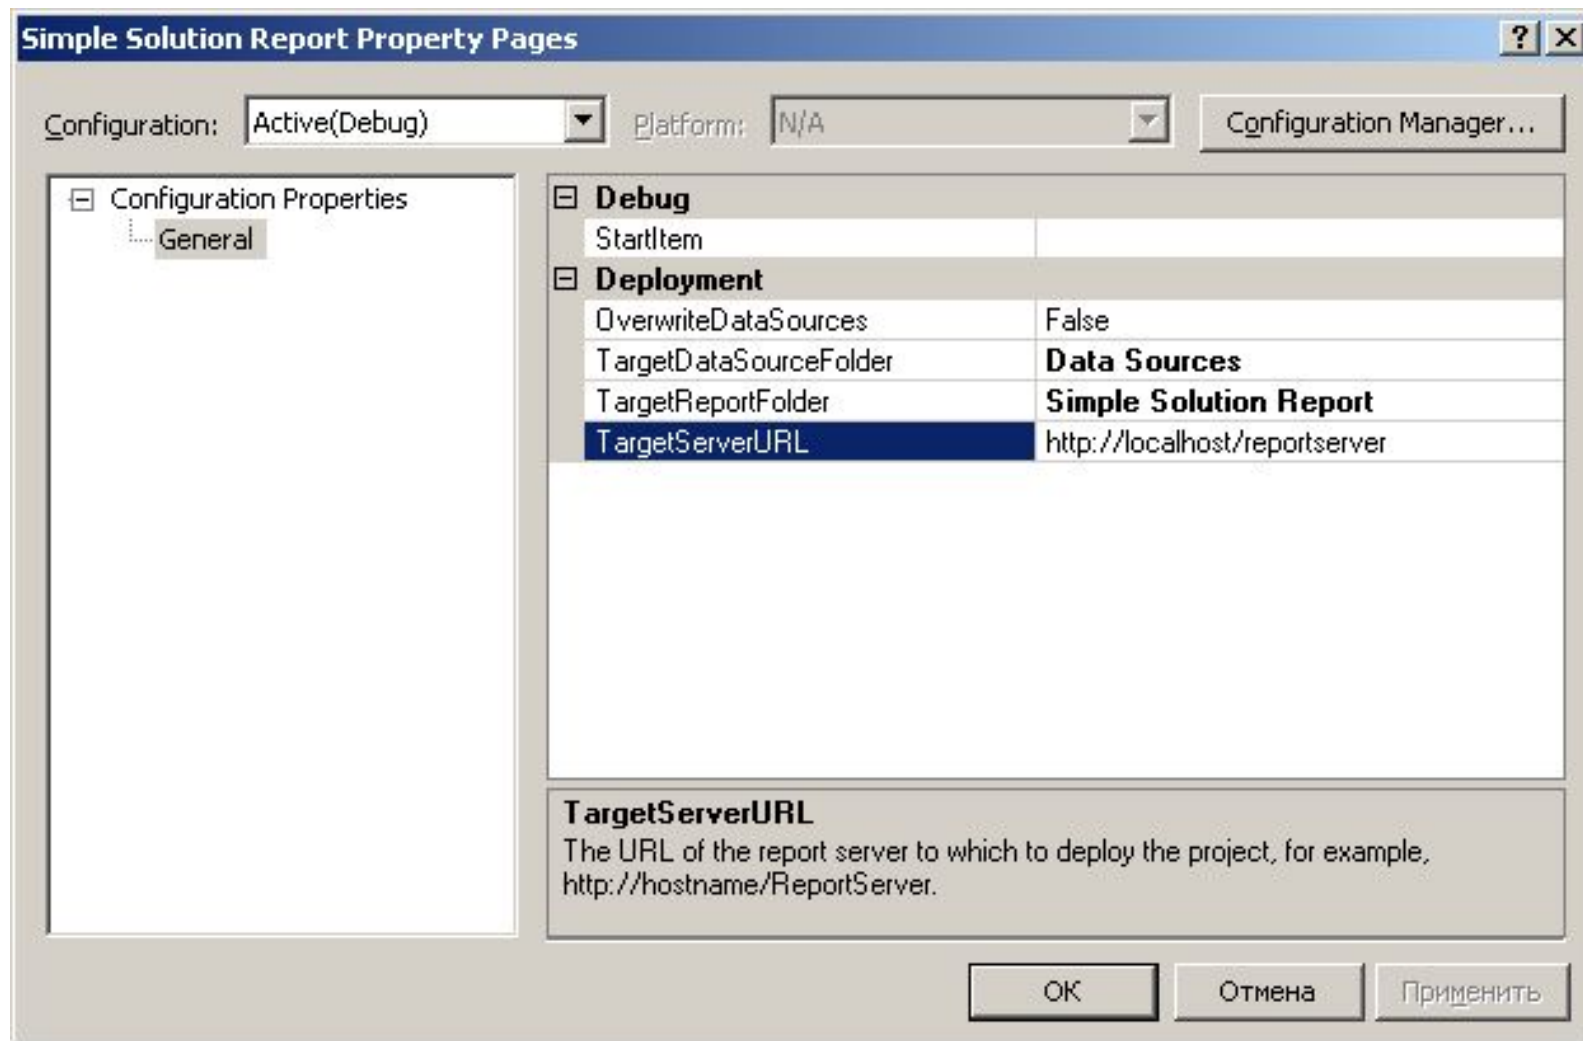 Simple Solution Report Property Pages
Configuration: Active(Debug) Platform: N/A Configuration Manager...
Configuration Properties
General
Debug
StartItem
Deployment
OverwriteDataSources False
TargetDataSourceFolder Data Sources
TargetReportFolder Simple Solution Report
TargetServerURL http://localhost/reportserver
TargetServerURL
The URL of the report server to which to deploy the project, for example,
http://hostname/ReportServer.
ОК Отмена Применить